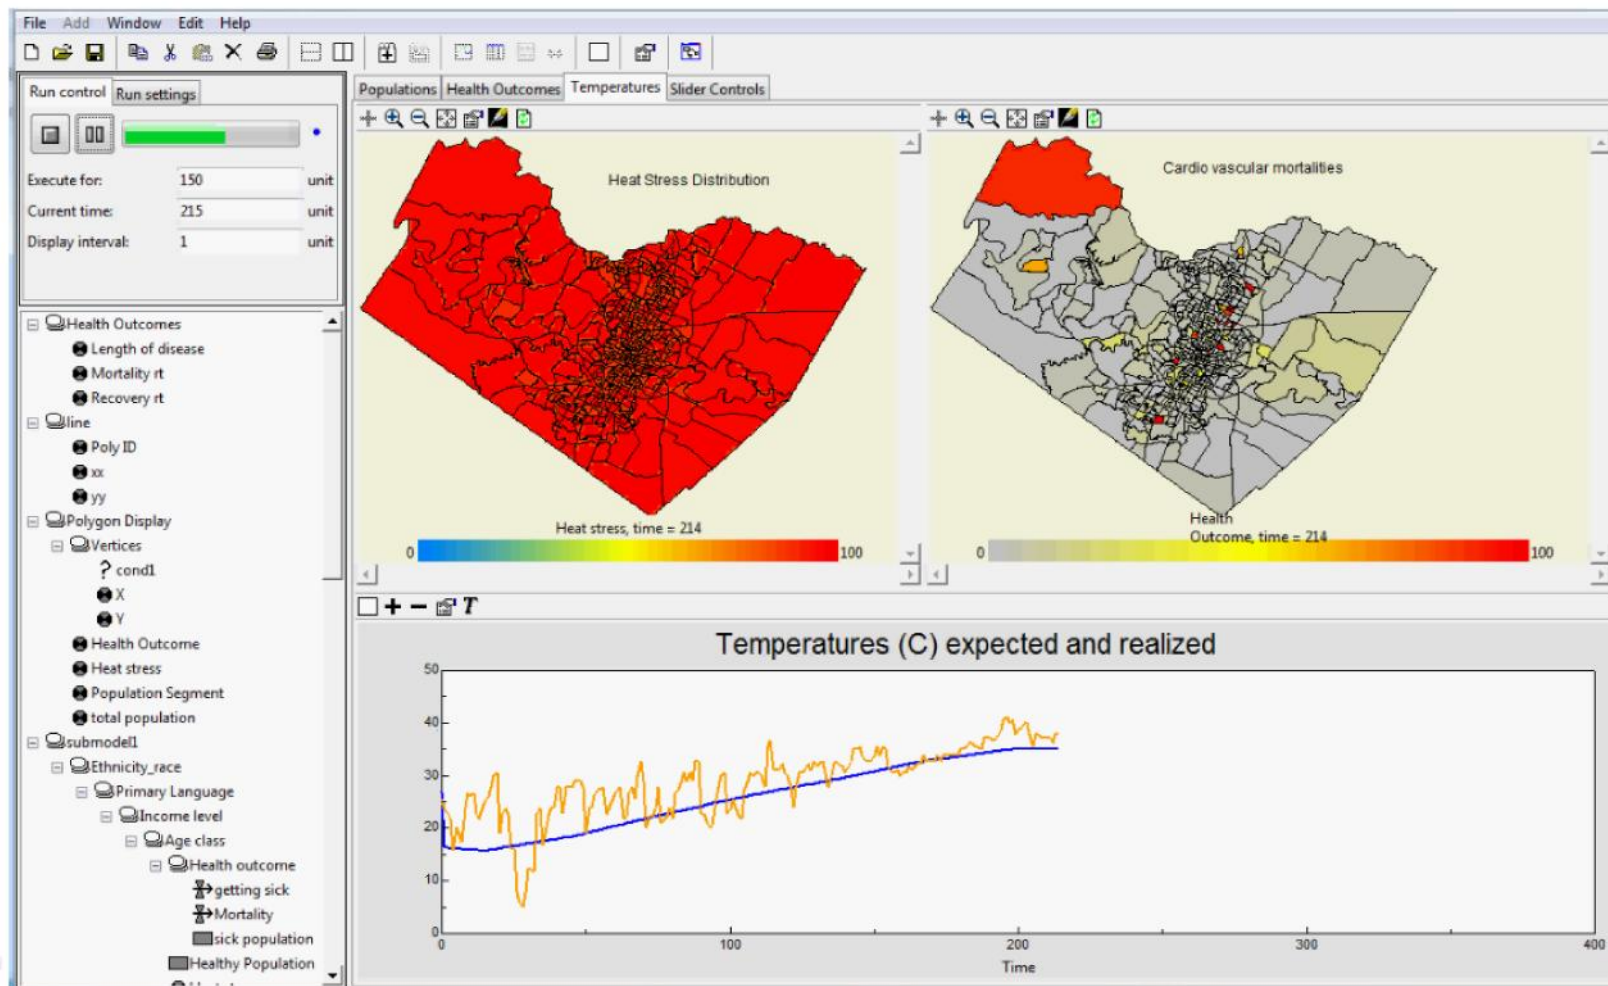 File Add Window Edit Help
Run control Run settings
Execute for: 150 unit
Current time: 215 unit
Display interval: 1 unit
Health Outcomes
Length of disease
Mortality rt
Recovery rt
line
Poly ID
xx
yy
Polygon Display
Vertices
? cond1
X
Y
Health Outcome
Heat stress
Population Segment
total population
submodel1
Ethnicity_race
Primary Language
Income level
Age class
Health outcome
getting sick
Mortality
sick population
Healthy Population
Populations Health Outcomes Temperatures Slider Controls
Heat Stress Distribution
Heat stress, time = 214
0 100
Cardio vascular mortalities
Health
Outcome, time = 214
0 100
T
Temperatures (C) expected and realized
50
40
30
20
10
0
0 100 200 300 400
Time